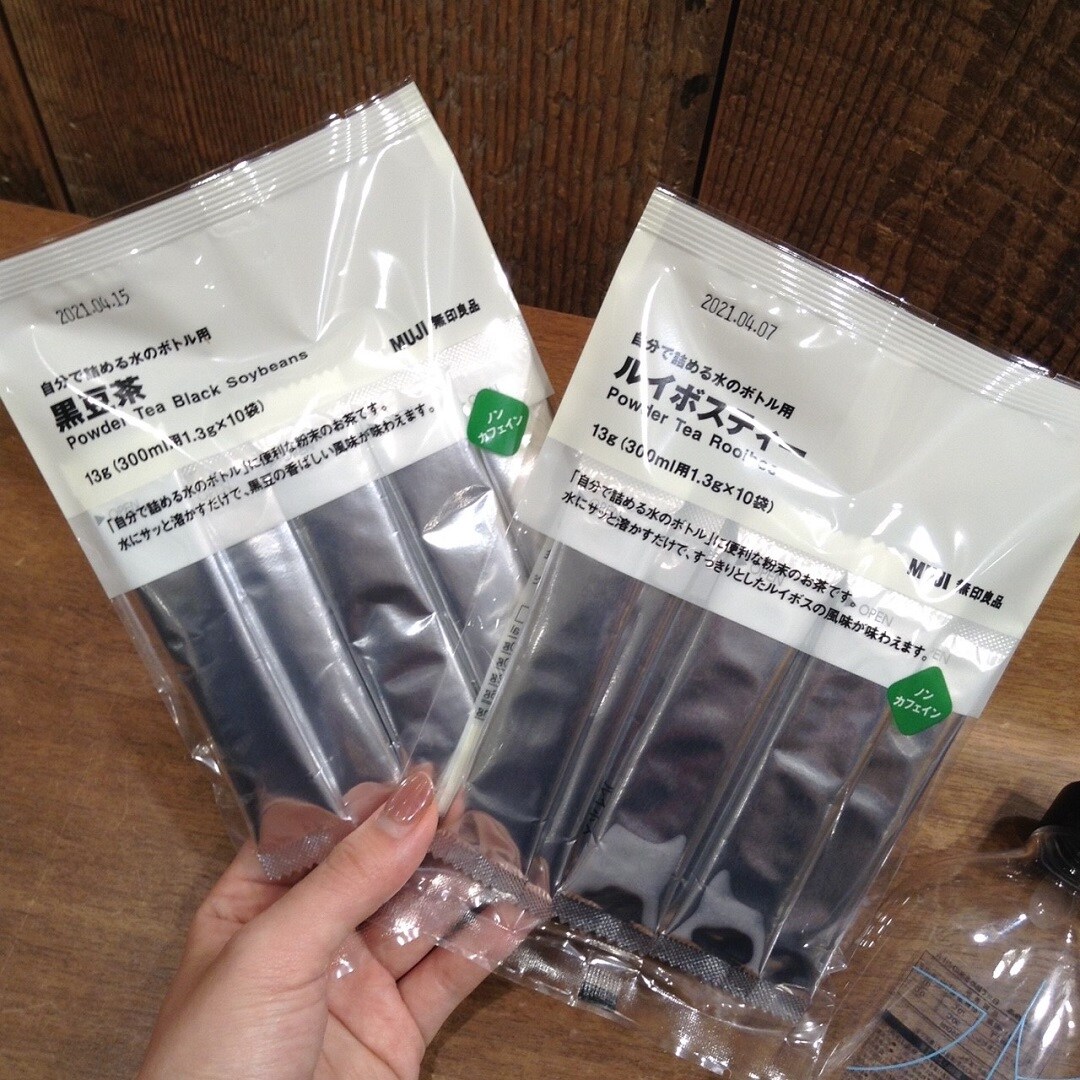 2021.04.15
自分で詰める水のボトル用
黒豆茶
Powder Tea Black Soybeans
13g(300ml用1.3g×10袋)
「自分で詰める水のボトル」に便利な粉末のお茶です。
水にサッと溶かすだけで、黒豆の香ばしい風味が味わえます。
MUJI 無印良品
ノン
カフェイン
2021.04.07
自分で詰める水のボトル用
ルイボスティー
Powder Tea Rooibos
13g(300ml用1.3g×10袋)
「自分で詰める水のボトル」に便利な粉末のお茶です。
水にサッと溶かすだけで、すっきりとしたルイボスの風味が味わえます。
MUJI 無印良品
ノン
カフェイン
OPEN